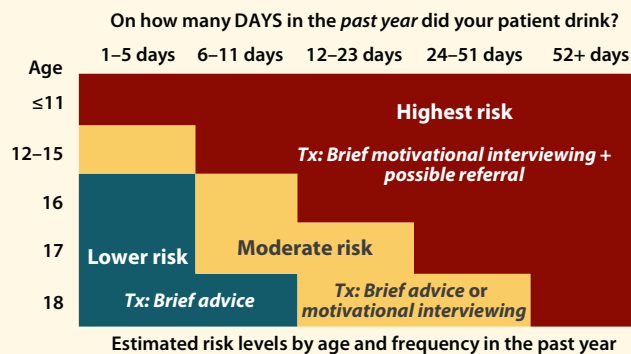 On how many DAYS in the past year did your patient drink?
1–5 days 6–11 days 12–23 days 24–51 days 52+ days
Age
≤11
Highest risk
12–15
Tx: Brief motivational interviewing +
possible referral
16
17
Moderate risk
Lower risk
18
Tx: Brief advice
Tx: Brief advice or
motivational interviewing
Estimated risk levels by age and frequency in the past year